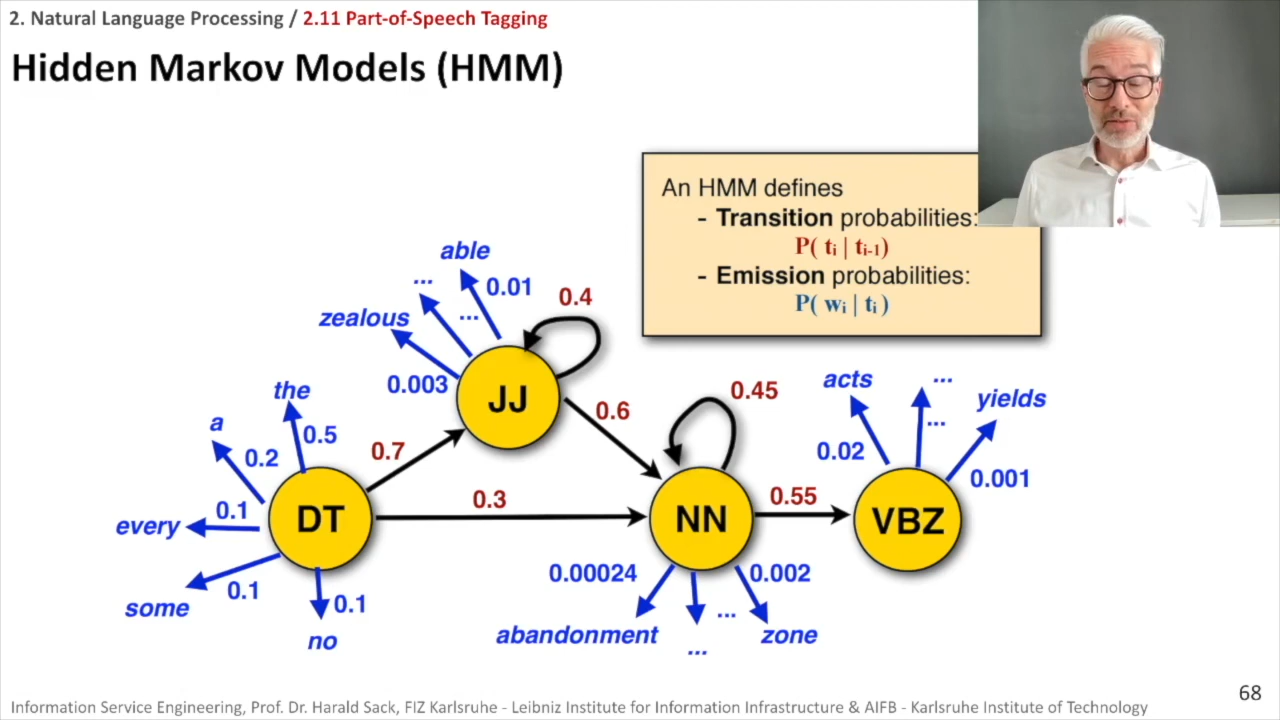 2. Natural Language Processing / 2.11 Part-of-Speech Tagging
Hidden Markov Models (HMM)
An HMM defines
- Transition probabilities:
P( ti | ti-1)
- Emission probabilities:
P( wi | ti )
able
...
0.01
...
zealous
0.003
0.4
JJ
the
a
0.5
0.2
every
0.1
some
0.1
0.1
no
DT
0.7
0.6
0.3
0.45
NN
0.55
0.00024
0.002
...
abandonment
...
zone
acts
...
yields
...
0.02
0.001
VBZ
68
Information Service Engineering, Prof. Dr. Harald Sack, FIZ Karlsruhe - Leibniz Institute for Information Infrastructure & AIFB - Karlsruhe Institute of Technology